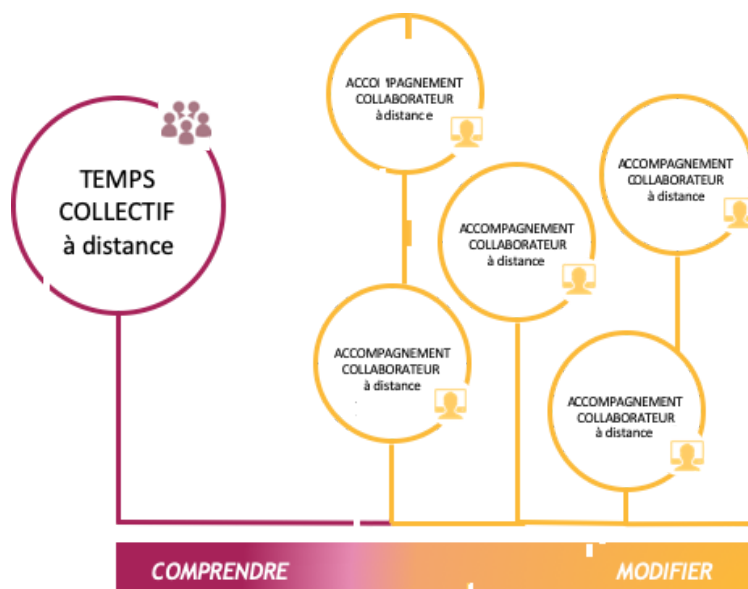 TEMPS
COLLECTIF
à distance
COLLABORATEUR
à distance
ACCOMPAGNEMENT
COLLABORATEUR
à distance
ACCOMPAGNEMENT
COLLABORATEUR
à distance
ACCOMPAGNEMENT
COLLABORATEUR
à distance
ACCOMPAGNEMENT
COLLABORATEUR
à distance
COMPRENDRE
MODIFIER